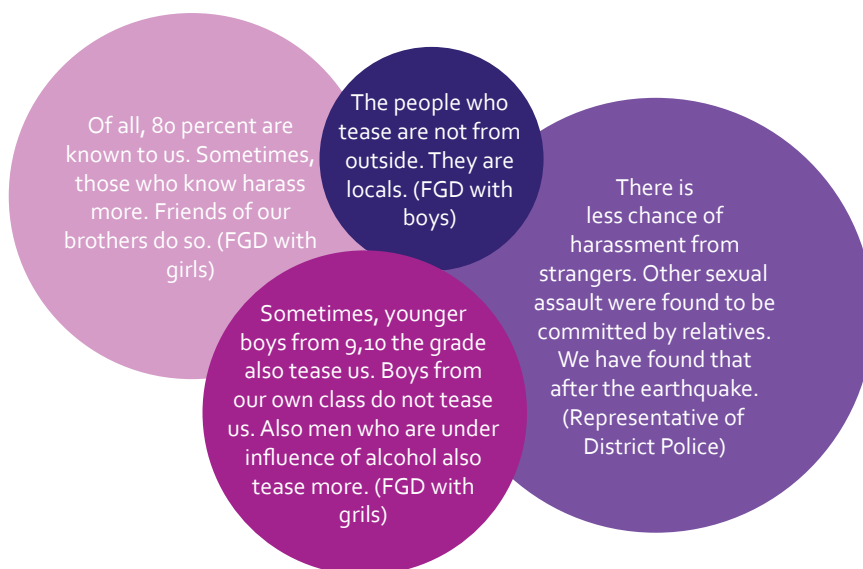 Of all, 80 percent are
known to us. Sometimes,
those who know harass
more. Friends of our
brothers do so. (FGD with
girls)
The people who
tease are not from
outside. They are
locals. (FGD with
boys)
There is
less chance of
harassment from
strangers. Other sexual
assault were found to be
committed by relatives.
We have found that
after the earthquake.
(Representative of
District Police)
Sometimes, younger
boys from 9,10 the grade
also tease us. Boys from
our own class do not tease
us. Also men who are under
influence of alcohol also
tease more. (FGD with
grils)